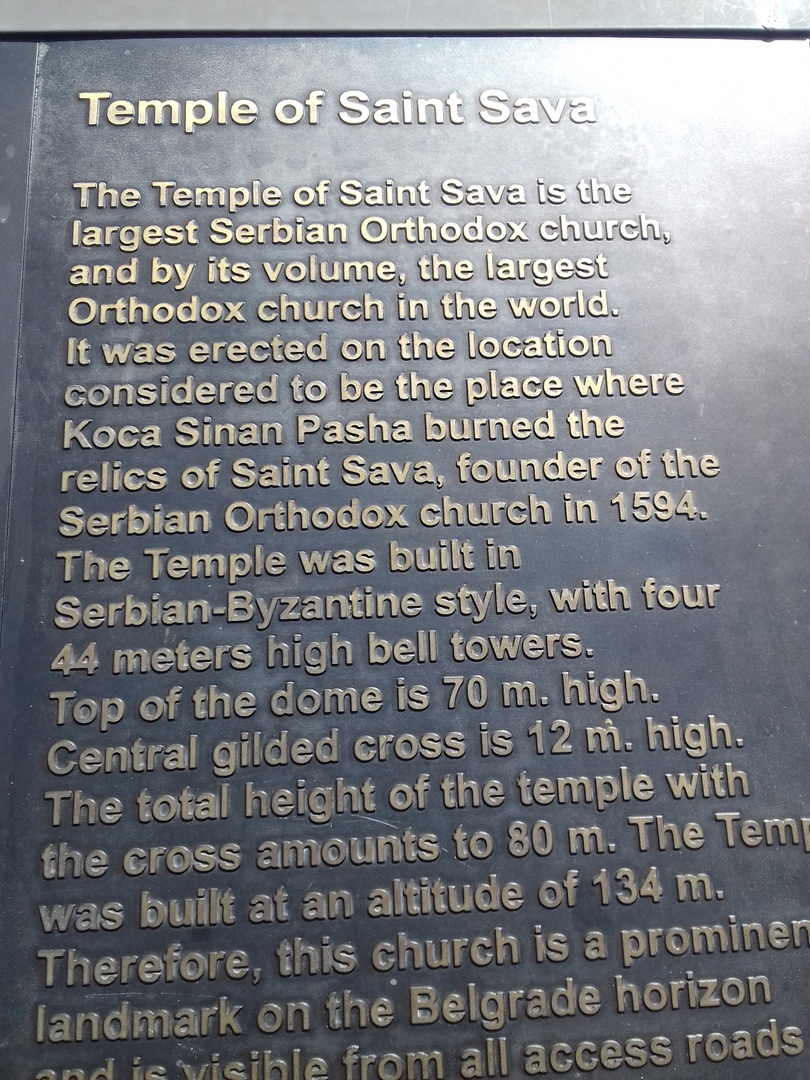 Temple of Saint Sava
The Temple of Saint Sava is the
largest Serbian Orthodox church,
and by its volume, the largest
Orthodox church in the world.
It was erected on the location
considered to be the place where
Koca Sinan Pasha burned the
relics of Saint Sava, founder of the
Serbian Orthodox church in 1594.
The Temple was built in
Serbian-Byzantine style, with four
44 meters high bell towers.
Top of the dome is 70 m. high.
Central gilded cross is 12 m. high.
The total height of the temple with
the cross amounts to 80 m. The Temp
was built at an altitude of 134 m.
Therefore, this church is a prominen
landmark on the Belgrade horizon
and is visible from all access roads